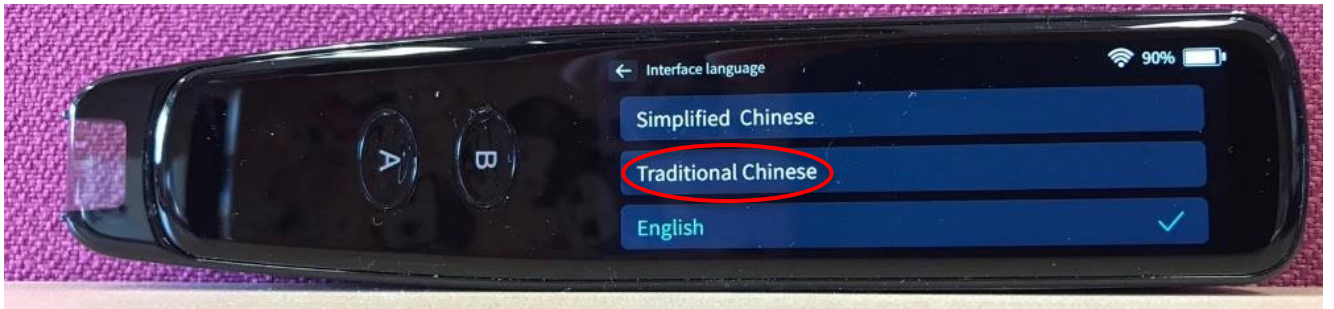 ← Interface language
90%
Simplified Chinese
Traditional Chinese
English
A
B